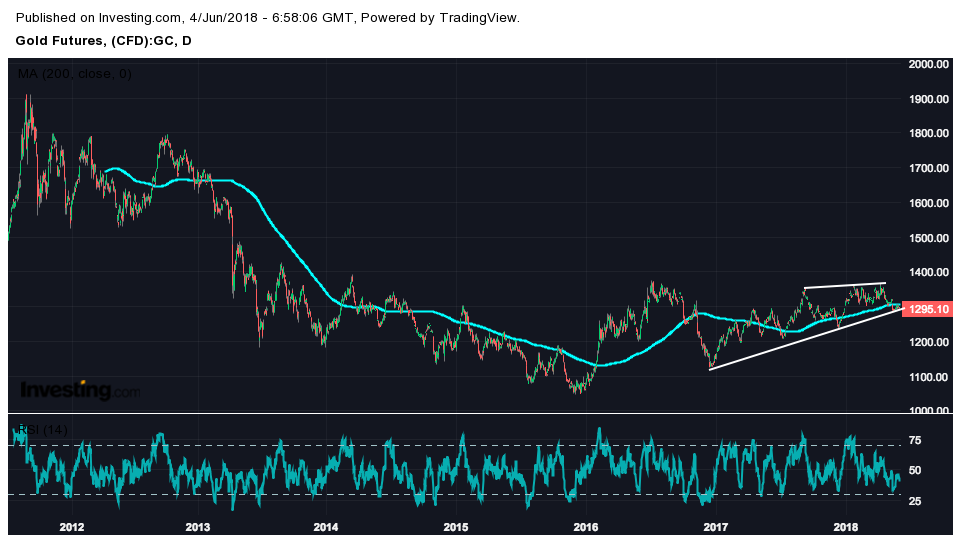 Published on Investing.com, 4/Jun/2018 - 6:58:06 GMT, Powered by TradingView.
Gold Futures, (CFD):GC, D
MA (200, close, 0)
2000.00
1900.00
1800.00
1700.00
1600.00
1500.00
1400.00
1295.10
1200.00
1100.00
1000.00
Investing.com
RSI (14)
75
50
25
2012 2013 2014 2015 2016 2017 2018